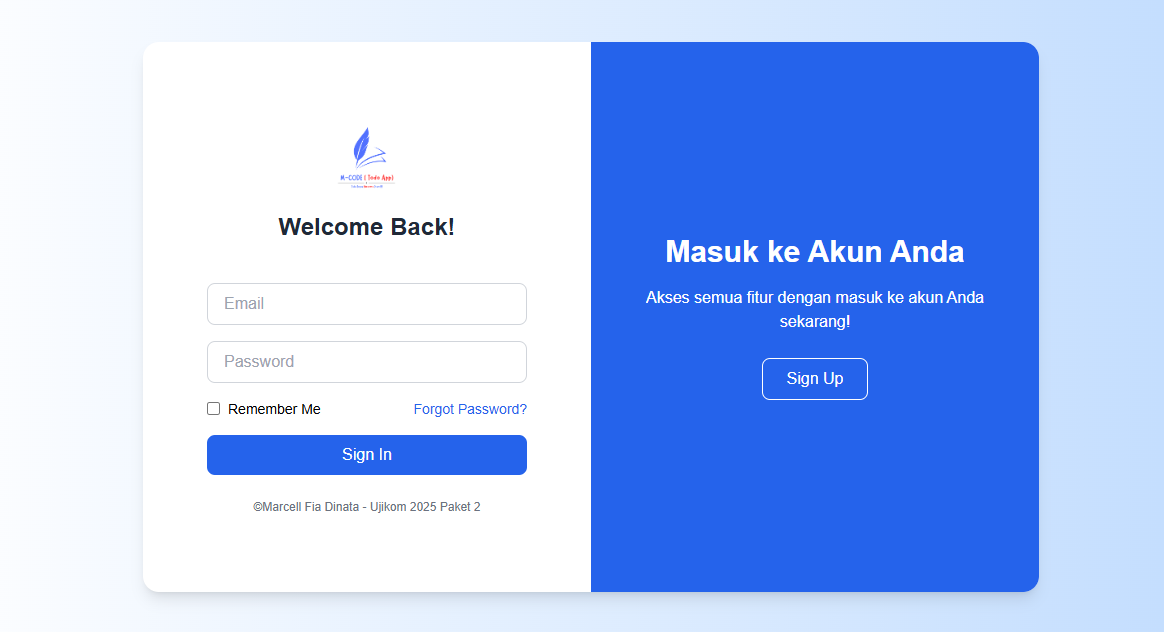 M-CODE | Todo App|
Welcome Back!
Email
Password
Remember Me
Forgot Password?
Sign In
©Marcell Fia Dinata - Ujikom 2025 Paket 2
Masuk ke Akun Anda
Akses semua fitur dengan masuk ke akun Anda
sekarang!
Sign Up